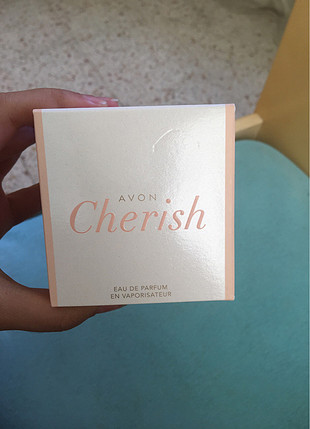 AVON
Cherish
EAU DE PARFUM
EN VAPORISATEUR